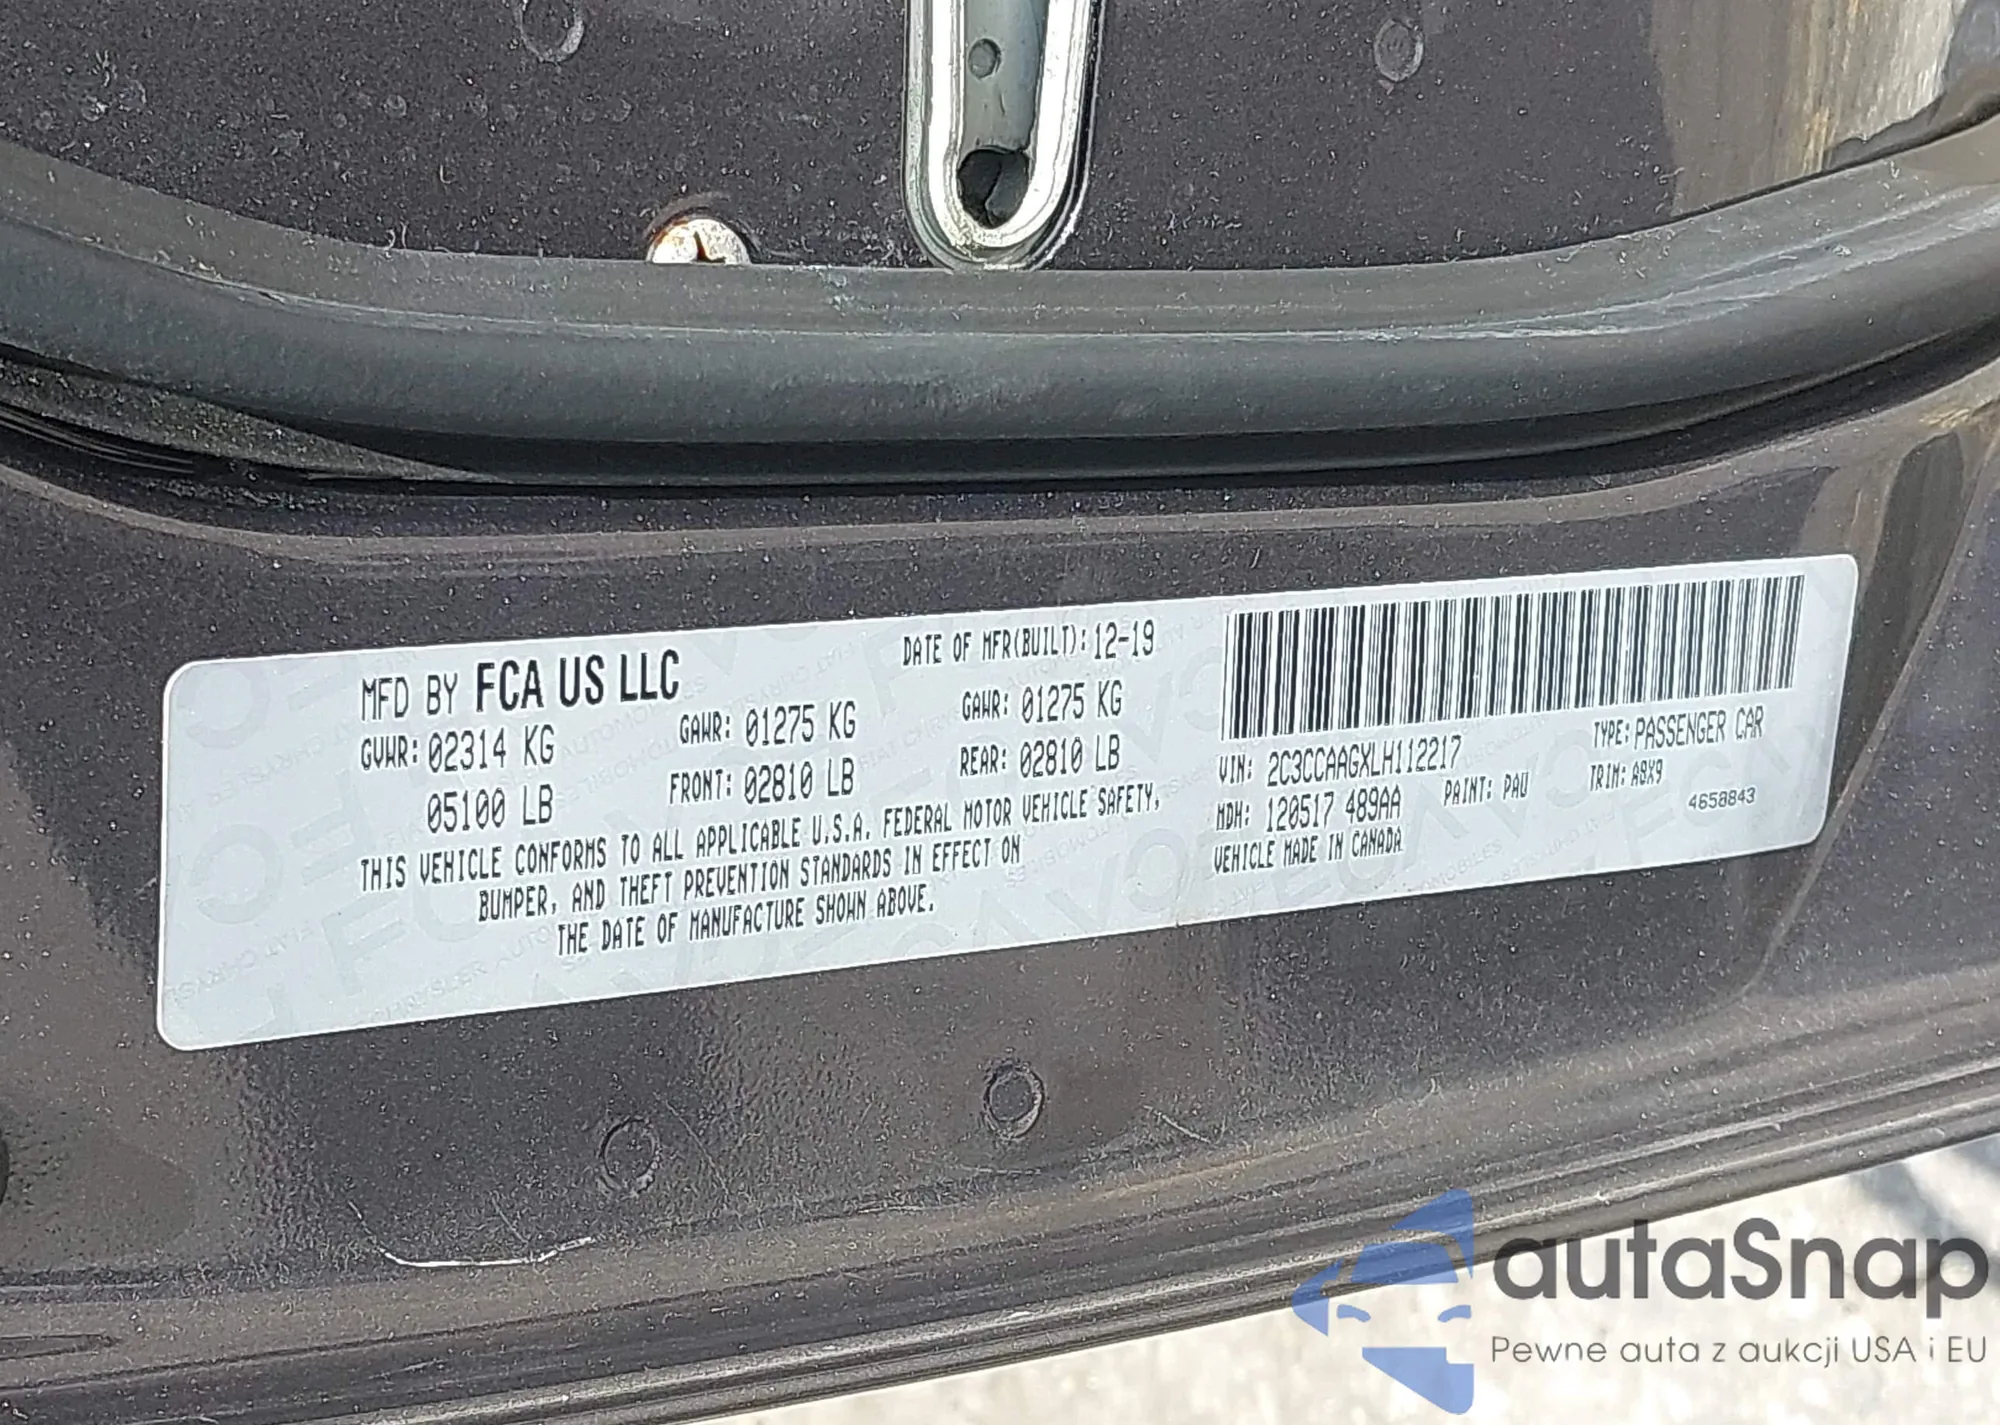 MFD BY FCA US LLC
DATE OF MFR(BUILT): 12-19
GVWR: 02314 KG
GAWR: 01275 KG
GAWR: 01275 KG
05100 LB
FRONT: 02810 LB
REAR: 02810 LB
THIS VEHICLE CONFORMS TO ALL APPLICABLE U.S.A. FEDERAL MOTOR VEHICLE SAFETY,
BUMPER, AND THEFT PREVENTION STANDARDS IN EFFECT ON
THE DATE OF MANUFACTURE SHOWN ABOVE.
VIN: 2C3CCAAGXLH112217
TYPE: PASSENGER CAR
MDH: 120517 489AA
PAINT: PAU
TRIM: A8X9
VEHICLE MADE IN CANADA
4658843
autaSnap
Pewne auta z aukcji USA i EU